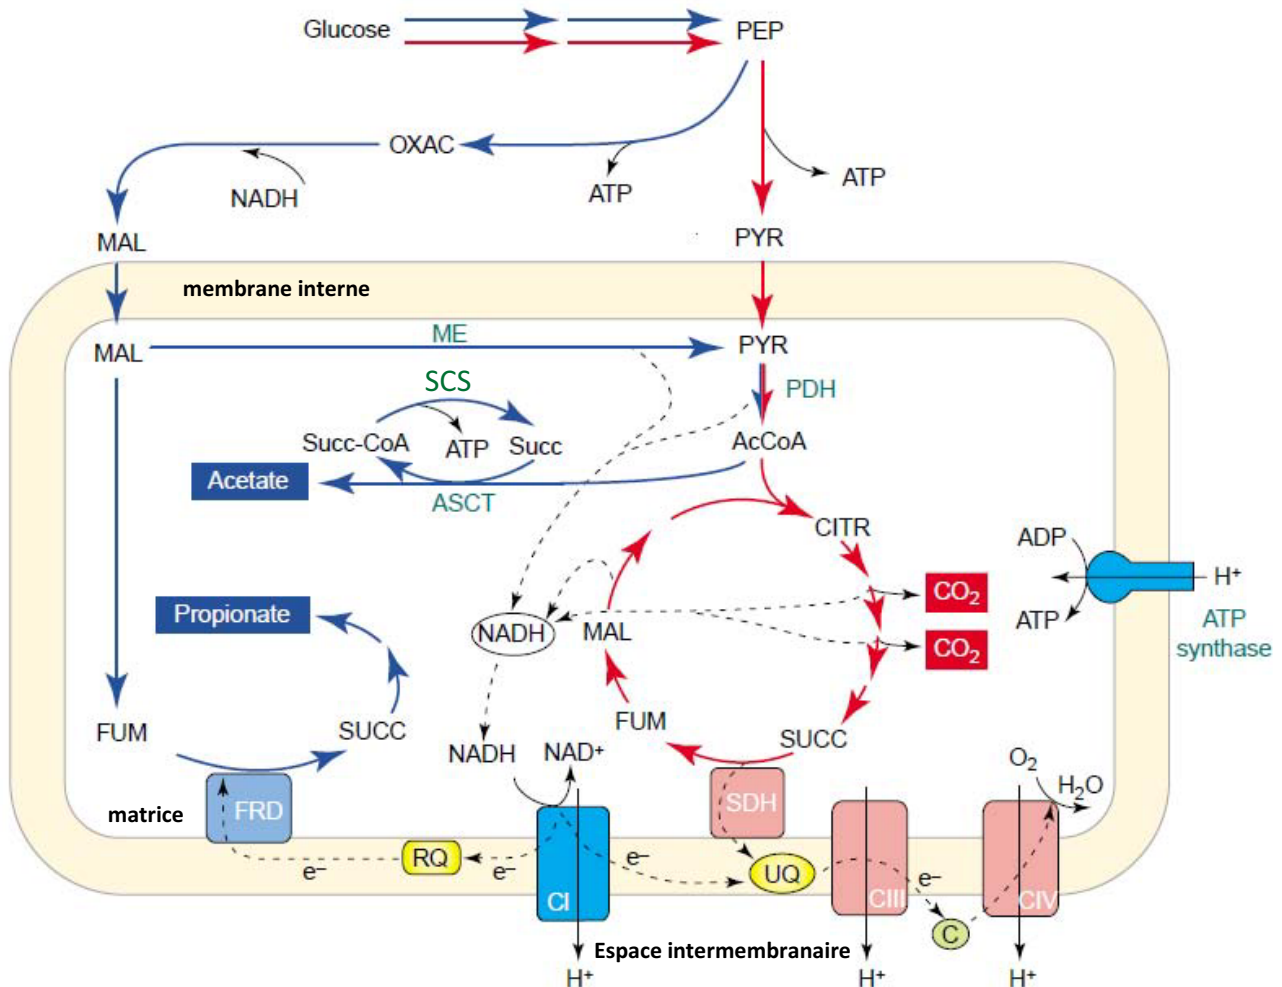 Glucose
PEP
OXAC
NADH
ATP
ATP
MAL
PYR
membrane interne
MAL
ME
PYR
SCS
PDH
Succ-CoA
ATP
Succ
AcCoA
Acetate
ASCT
CITR
ADP
H+
CO2
Propionate
NADH
MAL
ATP
ATP
synthase
CO2
FUM
SUCC
FUM
SUCC
NADH
NAD+
O2
H2O
matrice
FRD
SDH
RQ
e–
e–
e–
UQ
CI
CIII
e–
CIV
C
Espace intermembranaire
H+
H+
H+